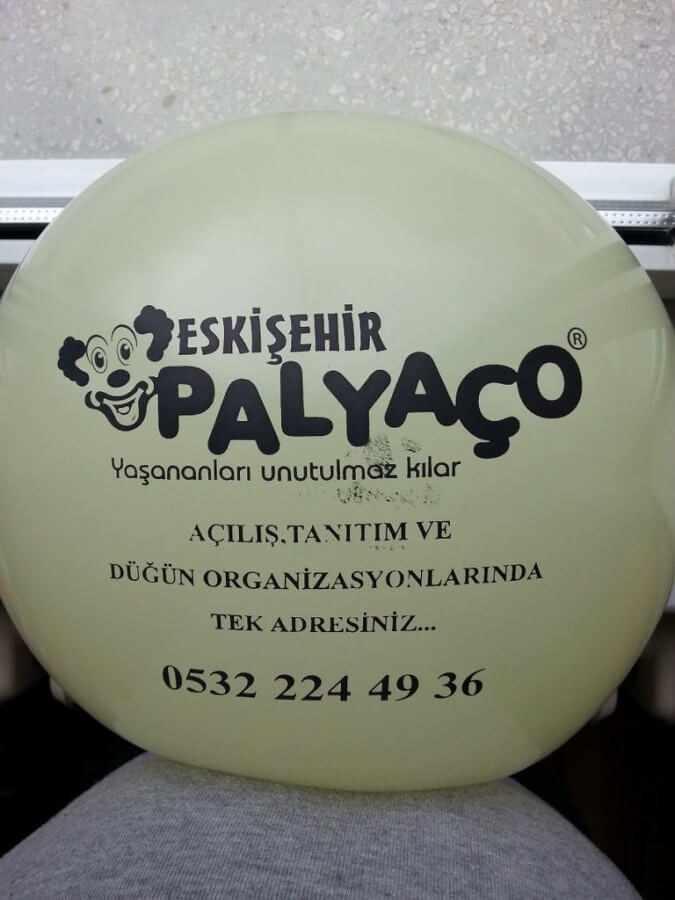 ESKİŞEHİR
PALYAÇO®
Yaşananları unutulmaz kılar
AÇILIŞ,TANITIM VE
DÜĞÜN ORGANİZASYONLARINDA
TEK ADRESİNİZ...
0532 224 49 36